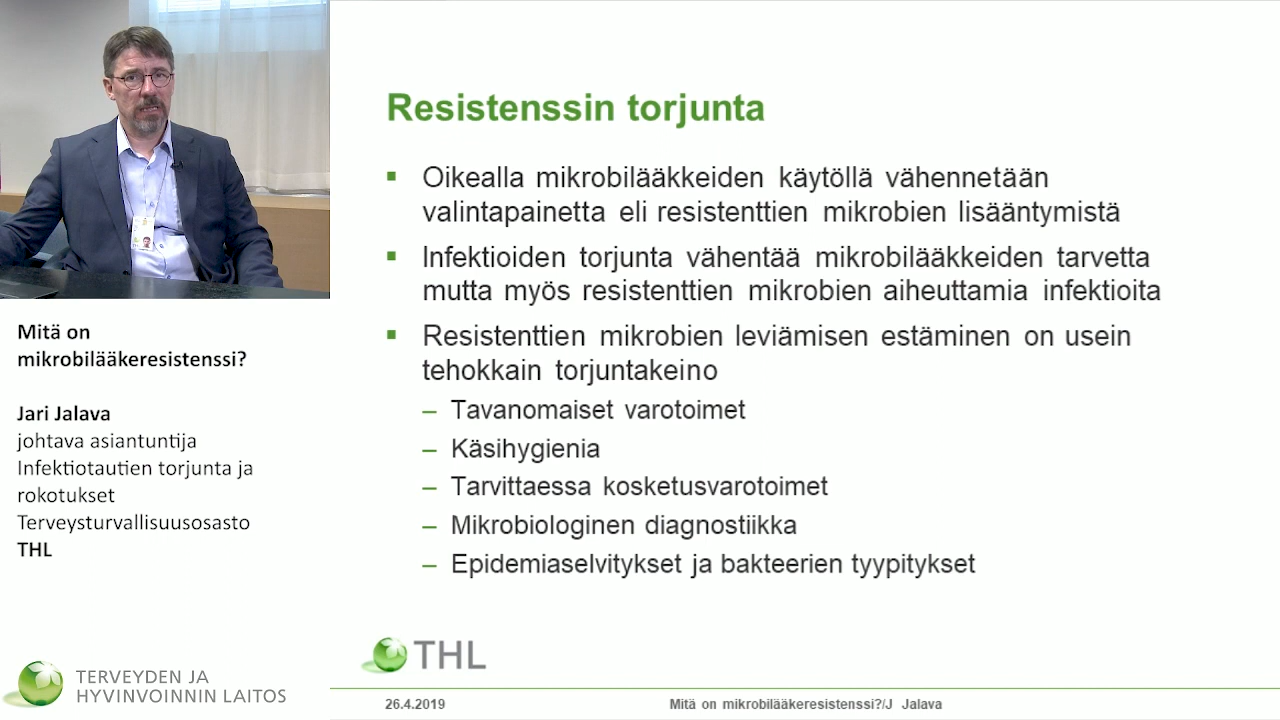 Mitä on
mikrobilääkeresistenssi?
Jari Jalava
johtava asiantuntija
Infektiotautien torjunta ja
rokotukset
Terveysturvallisuusosasto
THL
TERVEYDEN JA
HYVINVOINNIN LAITOS
Resistenssin torjunta
▪ Oikealla mikrobilääkkeiden käytöllä vähennetään
valintapainetta eli resistenttien mikrobien lisääntymistä
▪ Infektioiden torjunta vähentää mikrobilääkkeiden tarvetta
mutta myös resistenttien mikrobien aiheuttamia infektioita
▪ Resistenttien mikrobien leviämisen estäminen on usein
tehokkain torjuntakeino
– Tavanomaiset varotoimet
– Käsihygienia
– Tarvittaessa kosketusvarotoimet
– Mikrobiologinen diagnostiikka
– Epidemiaselvitykset ja bakteerien tyypitykset
THL
26.4.2019 Mitä on mikrobilääkeresistenssi?/J Jalava